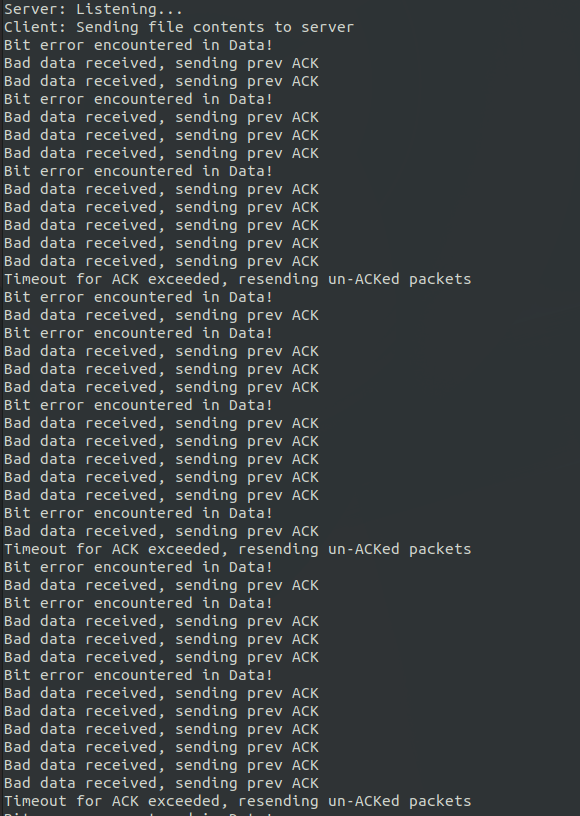 Server: Listening...
Client: Sending file contents to server
Bit error encountered in Data!
Bad data received, sending prev ACK
Bad data received, sending prev ACK
Bit error encountered in Data!
Bad data received, sending prev ACK
Bad data received, sending prev ACK
Bad data received, sending prev ACK
Bit error encountered in Data!
Bad data received, sending prev ACK
Bad data received, sending prev ACK
Bad data received, sending prev ACK
Bad data received, sending prev ACK
Bad data received, sending prev ACK
Timeout for ACK exceeded, resending un-ACKed packets
Bit error encountered in Data!
Bad data received, sending prev ACK
Bit error encountered in Data!
Bad data received, sending prev ACK
Bad data received, sending prev ACK
Bad data received, sending prev ACK
Bit error encountered in Data!
Bad data received, sending prev ACK
Bad data received, sending prev ACK
Bad data received, sending prev ACK
Bad data received, sending prev ACK
Bad data received, sending prev ACK
Bit error encountered in Data!
Bad data received, sending prev ACK
Timeout for ACK exceeded, resending un-ACKed packets
Bit error encountered in Data!
Bad data received, sending prev ACK
Bit error encountered in Data!
Bad data received, sending prev ACK
Bad data received, sending prev ACK
Bad data received, sending prev ACK
Bit error encountered in Data!
Bad data received, sending prev ACK
Bad data received, sending prev ACK
Bad data received, sending prev ACK
Bad data received, sending prev ACK
Bad data received, sending prev ACK
Bad data received, sending prev ACK
Timeout for ACK exceeded, resending un-ACKed packets